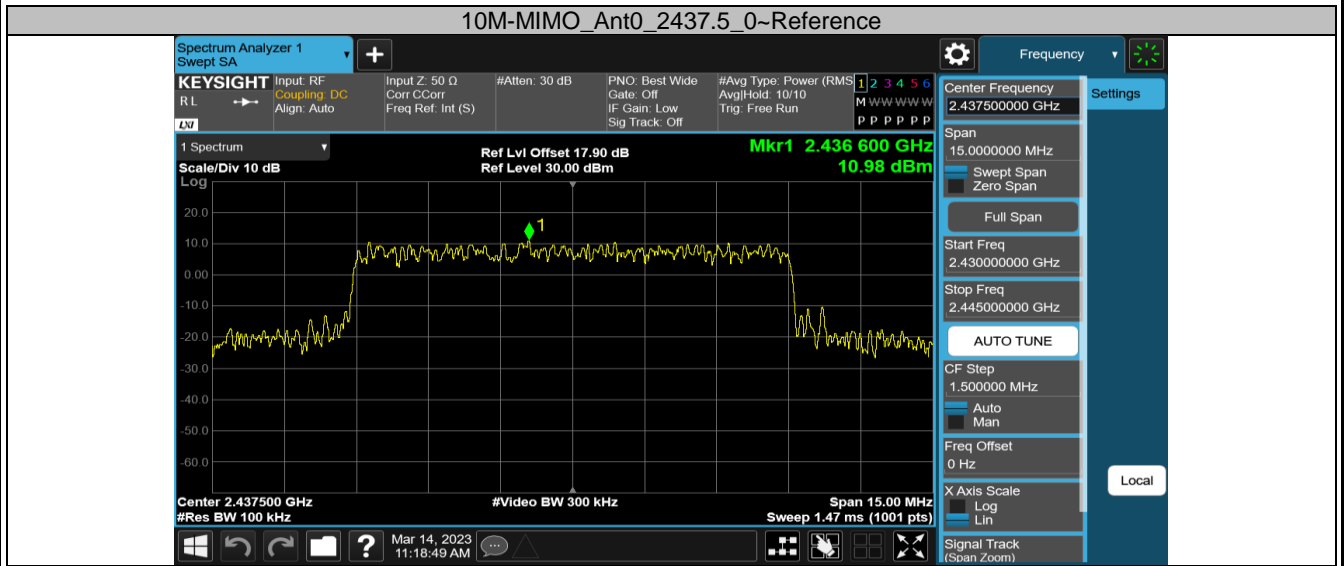 10M-MIMO_Ant0_2437.5_0~Reference
Spectrum Analyzer 1
Swept SA
+
Frequency
KEYSIGHT
RL
LXI
Input: RF
Coupling: DC
Align: Auto
Input Z: 50 Ω
Corr CCorr
Freq Ref: Int (S)
#Atten: 30 dB
PNO: Best Wide
Gate: Off
IF Gain: Low
Sig Track: Off
#Avg Type: Power (RMS
Avg|Hold: 10/10
Trig: Free Run
1 2 3 4 5 6
M W W W W W
P P P P P P
1 Spectrum
Scale/Div 10 dB
Log
Ref Lvl Offset 17.90 dB
Ref Level 30.00 dBm
Mkr1 2.436 600 GHz
10.98 dBm
1
20.0
10.0
0.00
-10.0
-20.0
-30.0
-40.0
-50.0
-60.0
Center 2.437500 GHz
#Res BW 100 kHz
#Video BW 300 kHz
Span 15.00 MHz
Sweep 1.47 ms (1001 pts)
Center Frequency
2.437500000 GHz
Settings
Span
15.0000000 MHz
Swept Span
Zero Span
Full Span
Start Freq
2.430000000 GHz
Stop Freq
2.445000000 GHz
AUTO TUNE
CF Step
1.500000 MHz
Auto
Man
Freq Offset
0 Hz
X Axis Scale
Log
Lin
Local
Signal Track
(Span Zoom)
?
Mar 14, 2023
11:18:49 AM